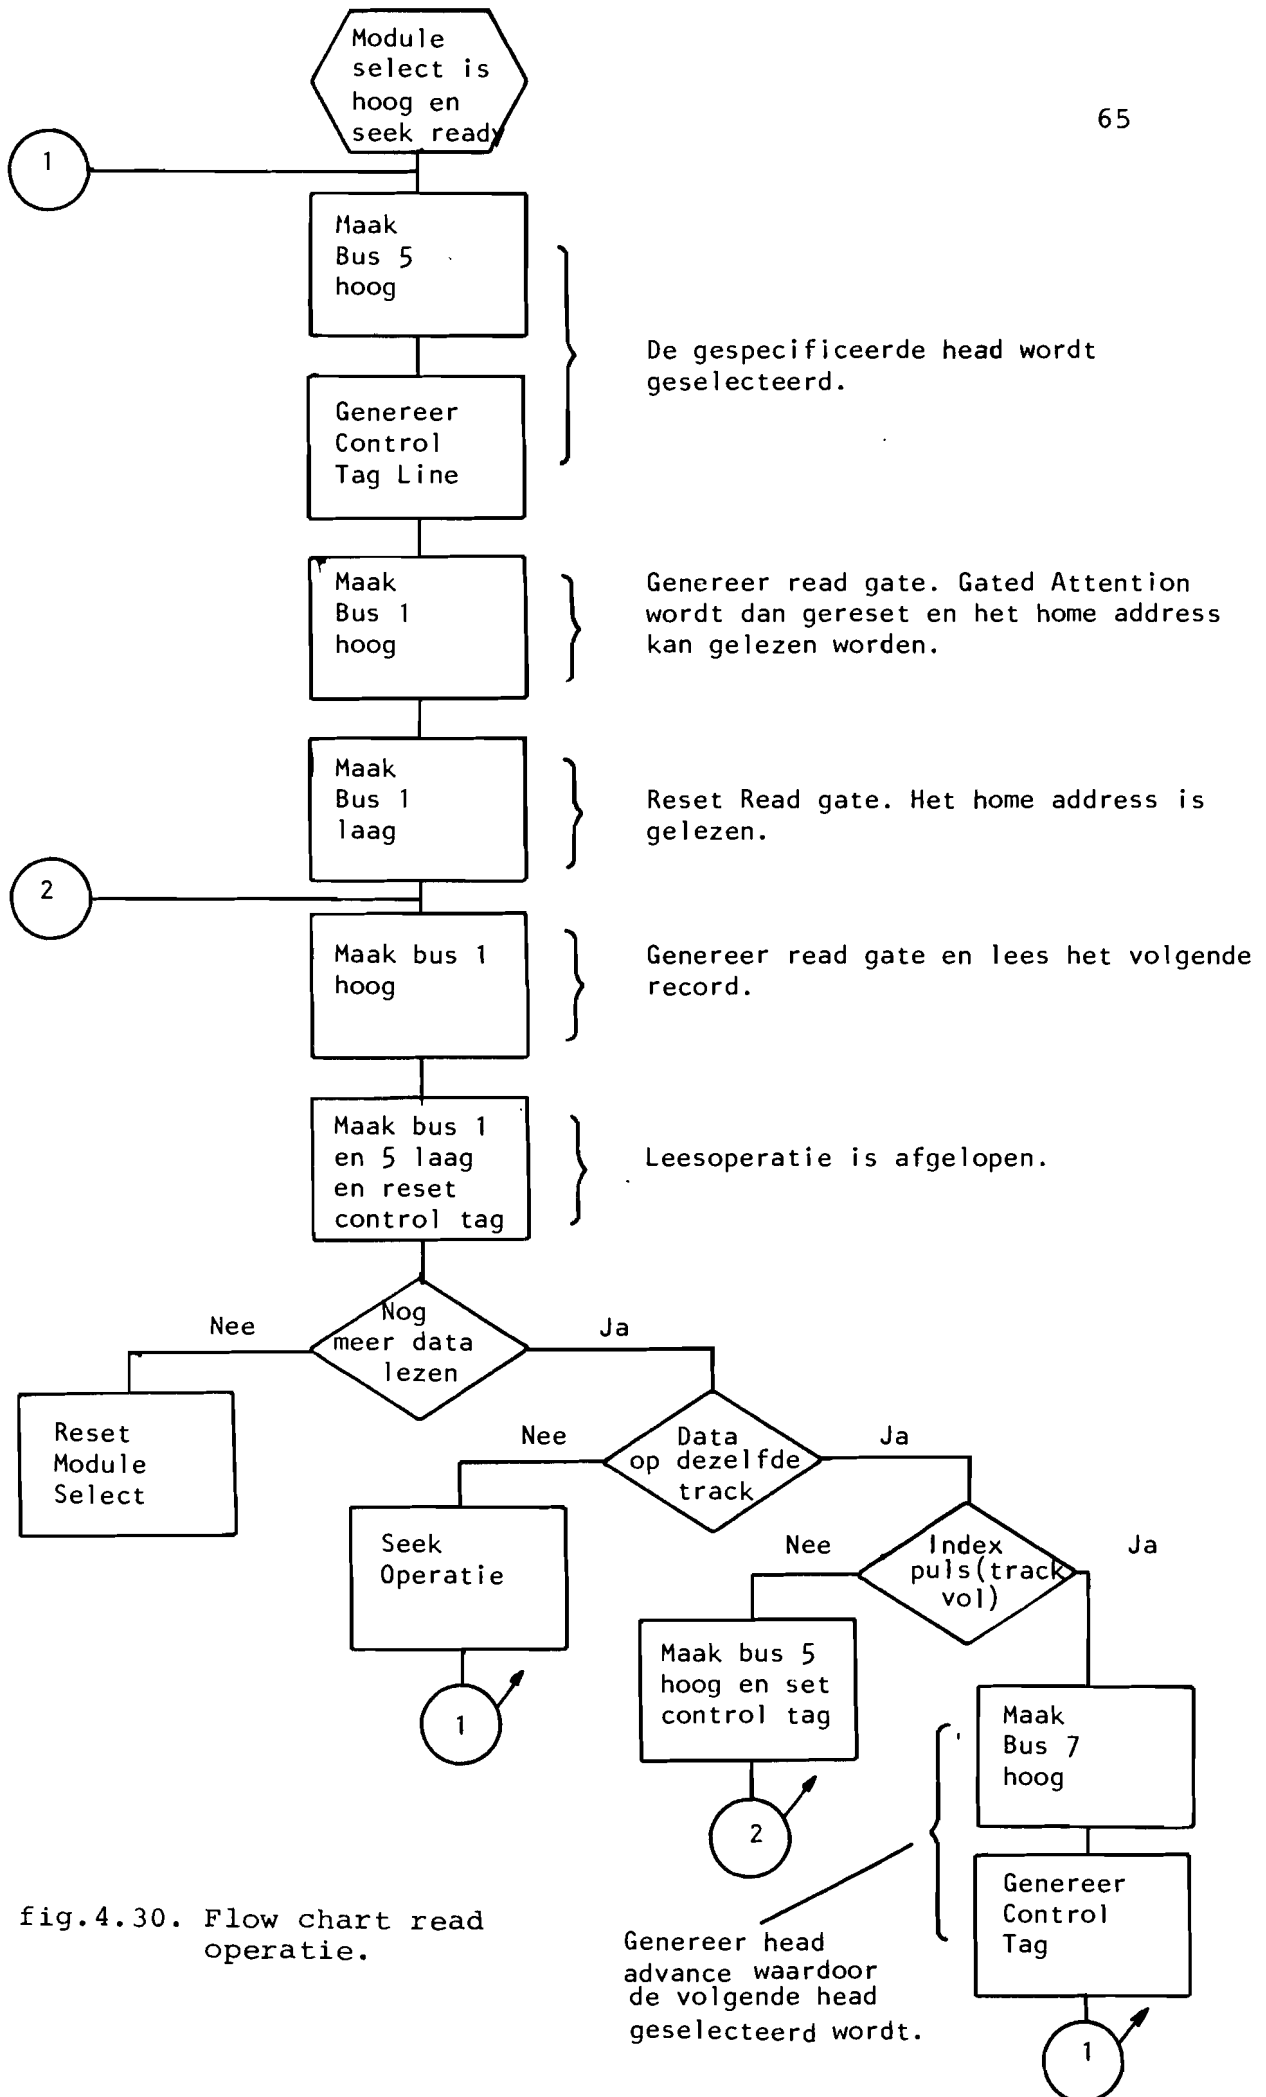 Module
select is
hoog en
seek ready
65
1
Maak
Bus 5
hoog
De gespecificeerde head wordt
geselecteerd.
Genereer
Control
Tag Line
Maak
Bus 1
hoog
Genereer read gate. Gated Attention
wordt dan gereset en het home address
kan gelezen worden.
Maak
Bus 1
laag
Reset Read gate. Het home address is
gelezen.
2
Maak bus 1
hoog
Genereer read gate en lees het volgende
record.
Maak bus 1
en 5 laag
en reset
control tag
Leesoperatie is afgelopen.
Nog
meer data
lezen
Nee
Ja
Reset
Module
Select
Data
op dezelfde
track
Nee
Ja
Seek
Operatie
1
Index
puls(track
vol)
Nee
Ja
Maak bus 5
hoog en set
control tag
2
Maak
Bus 7
hoog
Genereer
Control
Tag
1
Genereer head
advance waardoor
de volgende head
geselecteerd wordt.
fig.4.30. Flow chart read
operatie.